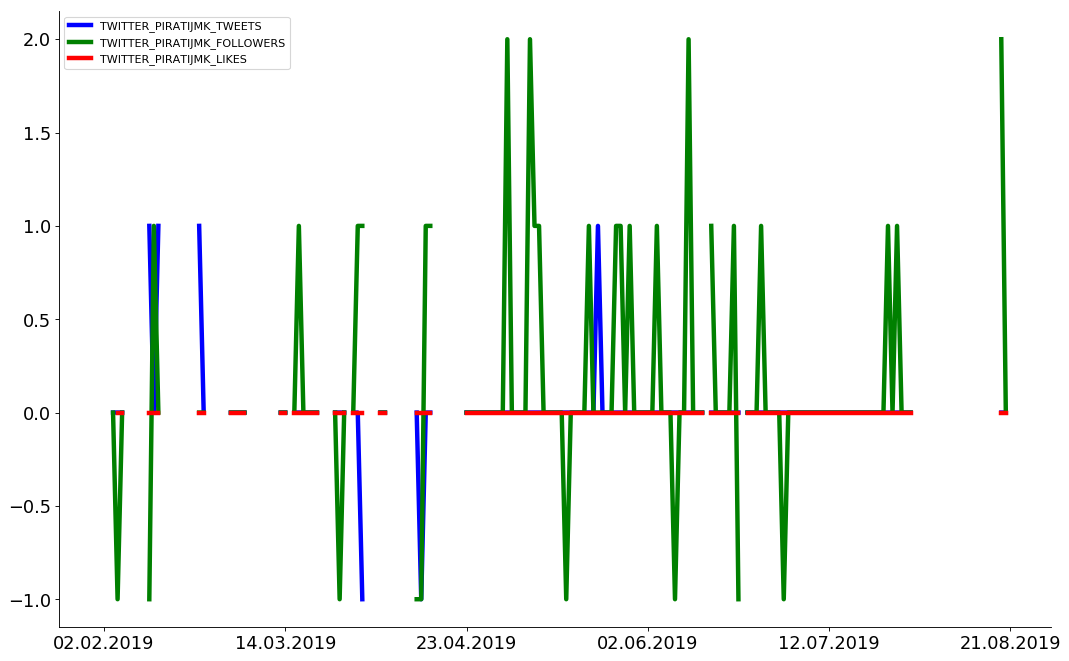 TWITTER_PIRATIJMK_TWEETS
TWITTER_PIRATIJMK_FOLLOWERS
TWITTER_PIRATIJMK_LIKES
2.0
1.5
1.0
0.5
0.0
−0.5
−1.0
02.02.2019 14.03.2019 23.04.2019 02.06.2019 12.07.2019 21.08.2019